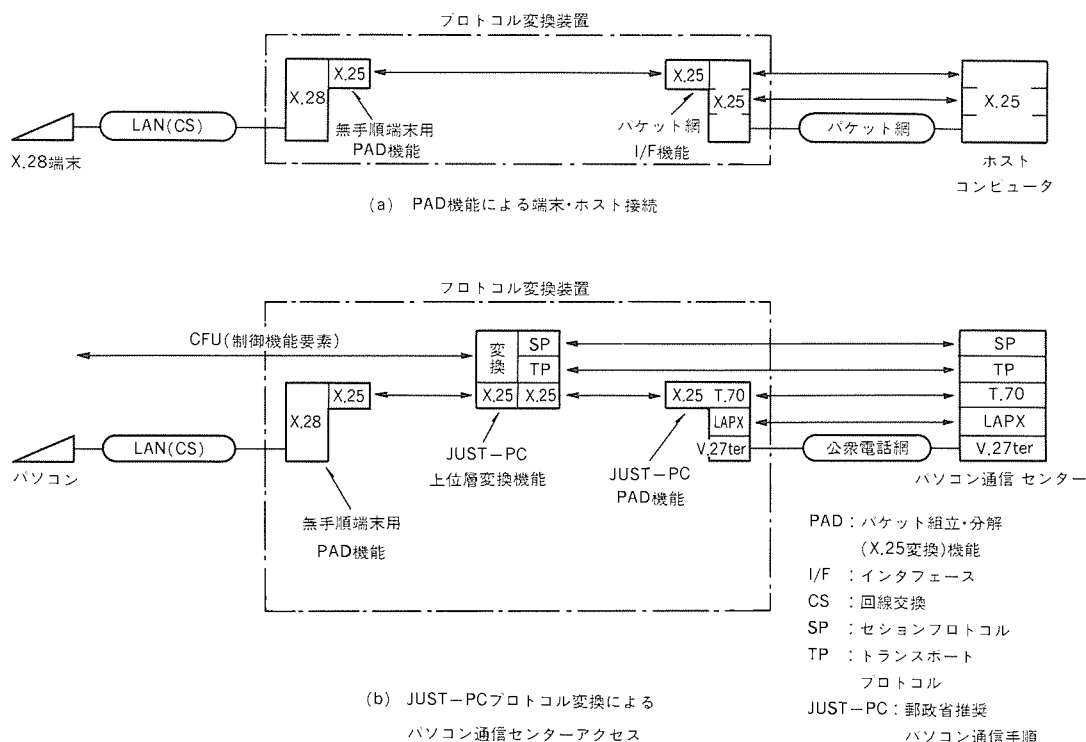 プロトコル変換装置
X.25
X.28
無手順端末用
PAD機能
X.25
X.25
パケット網
I/F機能
LAN(CS)
X.28端末
パケット網
X.25
ホスト
コンピュータ
(a) PAD機能による端末・ホスト接続
フロトコル変換装置
CFU(制御機能要素)
変換
SP
TP
X.25
X.25
X.25
X.28
LAN(CS)
パソコン
無手順端末用
PAD機能
JUST-PC
上位層変換機能
X.25
T.70
LAPX
V.27ter
JUST-PC
PAD機能
公衆電話網
SP
TP
T.70
LAPX
V.27ter
パソコン通信 センター
PAD:パケット組立・分解
(X.25変換)機能
I/F :インタフェース
CS :回線交換
SP :セションフロトコル
TP :トランスポート
プロトコル
JUST-PC:郵政省推奨
パソコン通信手順
(b) JUST-PCプロトコル変換による
パソコン通信センターアクセス